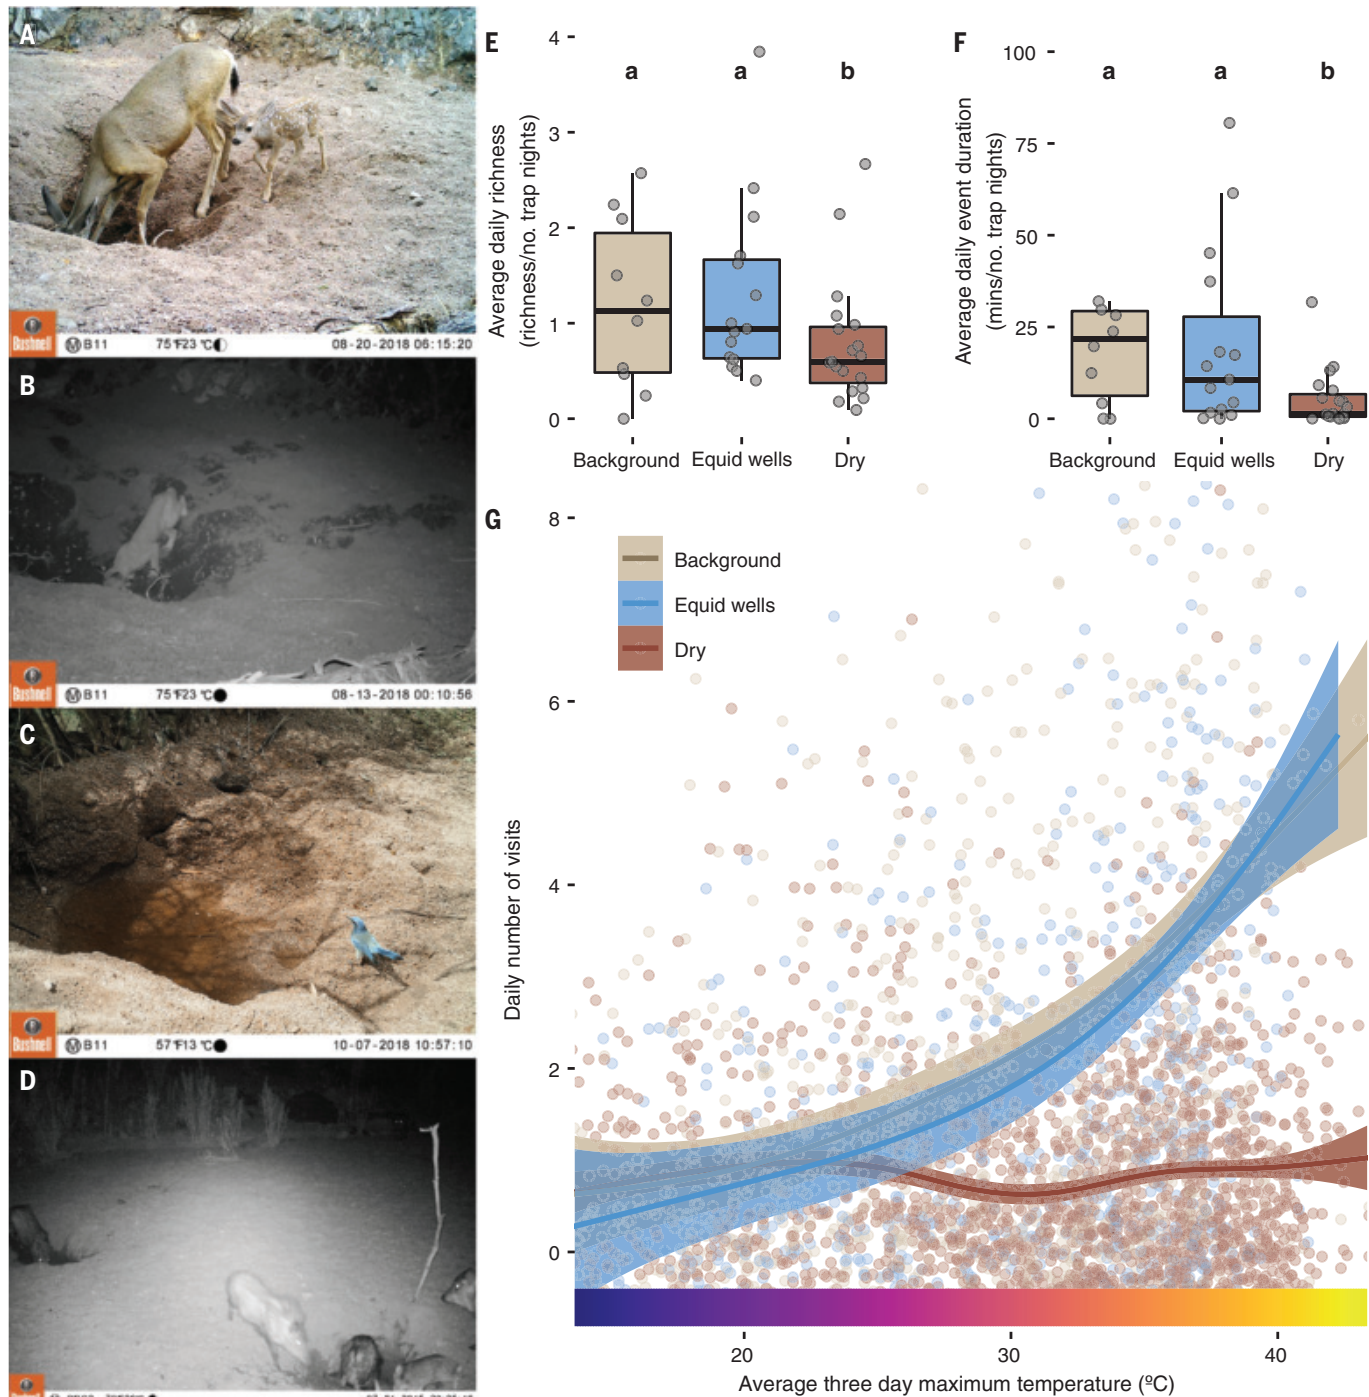 A
Bushnell
M B11 75°F23 °C 08-20-2018 06:15:20
B
Bushnell
M B11 75°F23 °C 08-13-2018 00:10:56
C
Bushnell
M B11 57°F13 °C 10-07-2018 10:57:10
D
Bushnell
E
Average daily richness
(richness/no. trap nights)
4
3
2
1
0
a a b
Background Equid wells Dry
F
Average daily event duration
(mins/no. trap nights)
100
75
50
25
0
a a b
Background Equid wells Dry
G
Daily number of visits
8
6
4
2
0
Background
Equid wells
Dry
20 30 40
Average three day maximum temperature (ºC)